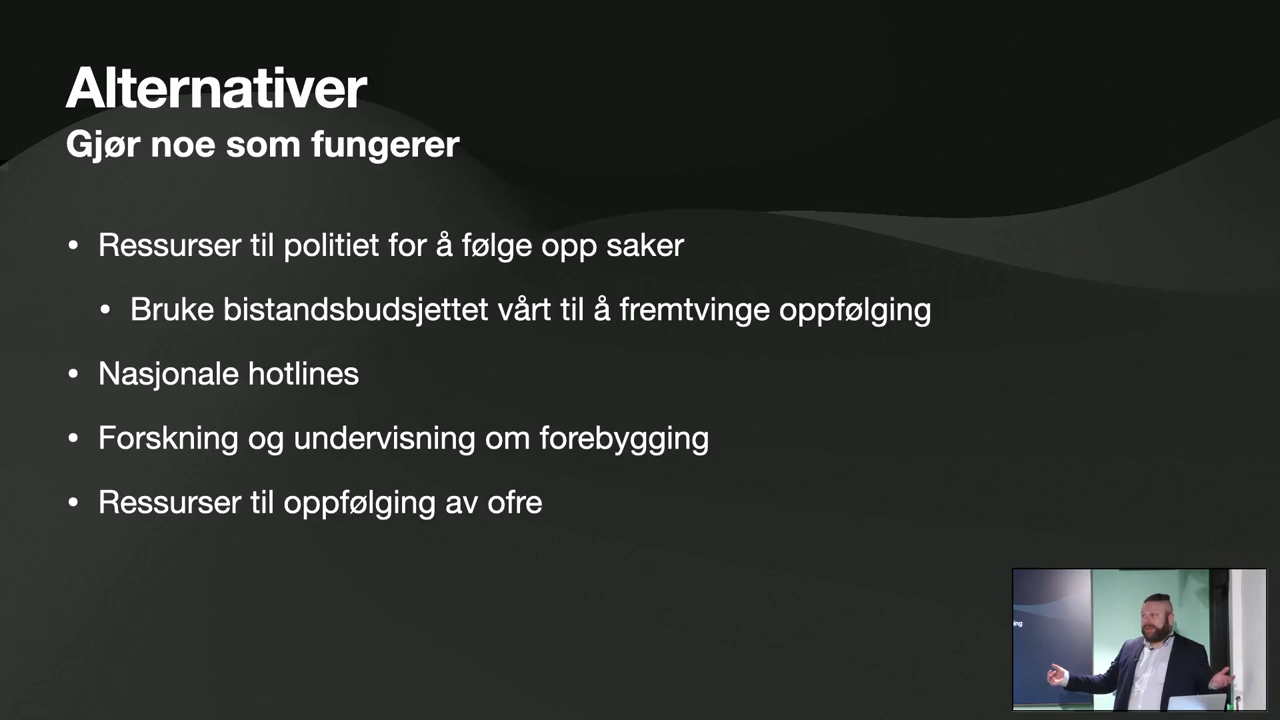 Alternativer
Gjør noe som fungerer
• Ressurser til politiet for å følge opp saker
• Bruke bistandsbudsjettet vårt til å fremtvinge oppfølging
• Nasjonale hotlines
• Forskning og undervisning om forebygging
• Ressurser til oppfølging av ofre